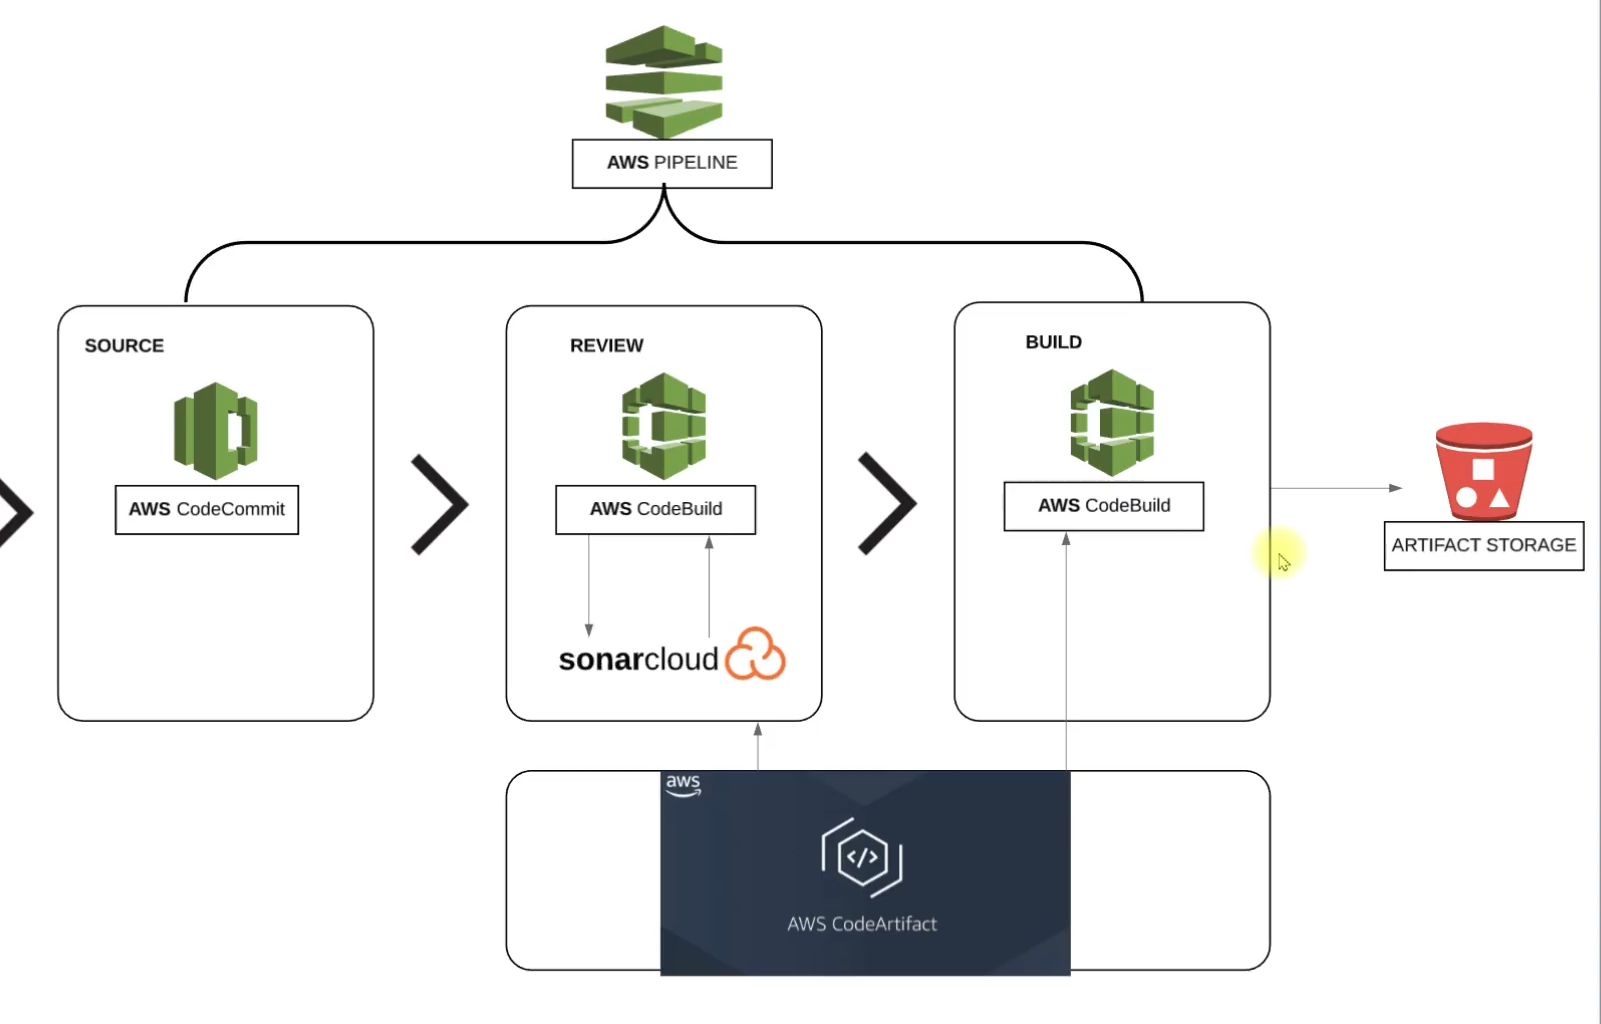 AWS PIPELINE
SOURCE
AWS CodeCommit
REVIEW
AWS CodeBuild
sonarcloud
BUILD
AWS CodeBuild
ARTIFACT STORAGE
aws
</>
AWS CodeArtifact